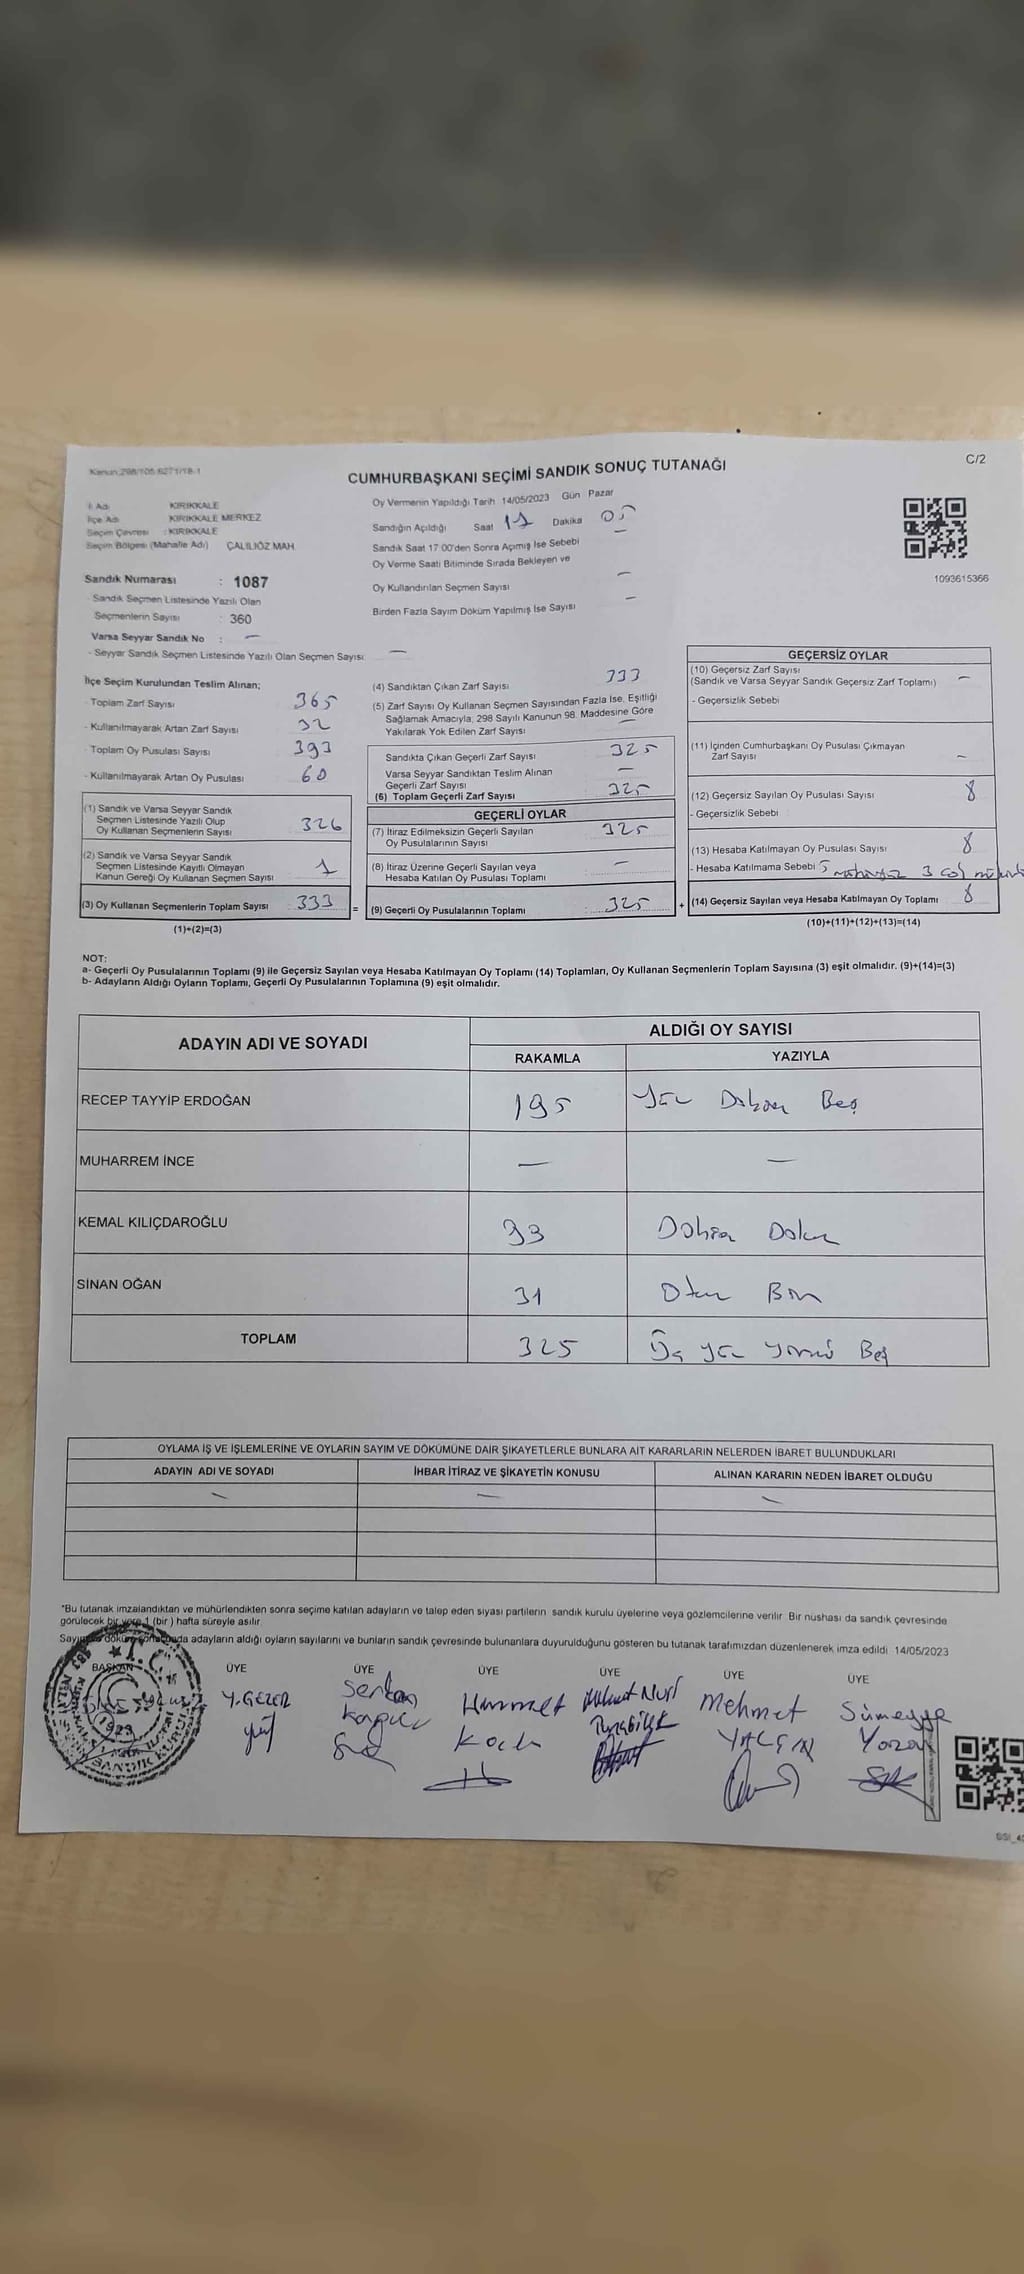 Kanun:298/105 6271/18-1
C/2
CUMHURBAŞKANI SEÇİMİ SANDIK SONUÇ TUTANAĞI
İl Adı KIRIKKALE
İlçe Adı KIRIKKALE MERKEZ
Seçim Çevresi : KIRIKKALE
Seçim Bölgesi (Mahalle Adı) ÇALILIÖZ MAH.
Sandık Numarası : 1087
- Sandık Seçmen Listesinde Yazılı Olan
Seçmenlerin Sayısı : 360
Varsa Seyyar Sandık No : —
- Seyyar Sandık Seçmen Listesinde Yazılı Olan Seçmen Sayısı —
Oy Vermenin Yapıldığı Tarih 14/05/2023 Gün Pazar
Sandığın Açıldığı Saat 17 Dakika 05
Sandık Saat 17:00'den Sonra Açımış İse Sebebi —
Oy Verme Saati Bitiminde Sırada Bekleyen ve
Oy Kullandırılan Seçmen Sayısı —
Birden Fazla Sayım Döküm Yapılmış İse Sayısı —
1093615366
İlçe Seçim Kurulundan Teslim Alınan;
- Toplam Zarf Sayısı 365
- Kullanılmayarak Artan Zarf Sayısı 32
- Toplam Oy Pusulası Sayısı 393
- Kullanılmayarak Artan Oy Pusulası 60
(1) Sandık ve Varsa Seyyar Sandık
Seçmen Listesinde Yazılı Olup
Oy Kullanan Seçmenlerin Sayısı 326
(2) Sandık ve Varsa Seyyar Sandık
Seçmen Listesinde Kayıtlı Olmayan
Kanun Gereği Oy Kullanan Seçmen Sayısı
(3) Oy Kullanan Seçmenlerin Toplam Sayısı 333 =
(1)+(2)=(3)
(4) Sandıktan Çıkan Zarf Sayısı 333
(5) Zarf Sayısı Oy Kullanan Seçmen Sayısından Fazla İse, Eşitliği
Sağlamak Amacıyla; 298 Sayılı Kanunun 98. Maddesine Göre
Yakılarak Yok Edilen Zarf Sayısı —
Sandıkta Çıkan Geçerli Zarf Sayısı 325
Varsa Seyyar Sandıktan Teslim Alınan
Geçerli Zarf Sayısı —
(6) Toplam Geçerli Zarf Sayısı 325
GEÇERLİ OYLAR
(7) İtiraz Edilmeksizin Geçerli Sayılan
Oy Pusulalarının Sayısı 325
(8) İtiraz Üzerine Geçerli Sayılan veya
Hesaba Katılan Oy Pusulası Toplamı —
(9) Geçerli Oy Pusulalarının Toplamı 325 +
GEÇERSİZ OYLAR
(10) Geçersiz Zarf Sayısı
(Sandık ve Varsa Seyyar Sandık Geçersiz Zarf Toplamı) —
- Geçersizlik Sebebi
(11) İçinden Cumhurbaşkanı Oy Pusulası Çıkmayan
Zarf Sayısı —
(12) Geçersiz Sayılan Oy Pusulası Sayısı 8
- Geçersizlik Sebebi
(13) Hesaba Katılmayan Oy Pusulası Sayısı 8
- Hesaba Katılmama Sebebi 5 mühürsüz 3 çok
(14) Geçersiz Sayılan veya Hesaba Katılmayan Oy Toplamı 8
(10)+(11)+(12)+(13)=(14)
NOT:
a- Geçerli Oy Pusulalarının Toplamı (9) ile Geçersiz Sayılan veya Hesaba Katılmayan Oy Toplamı (14) Toplamları, Oy Kullanan Seçmenlerin Toplam Sayısına (3) eşit olmalıdır. (9)+(14)=(3)
b- Adayların Aldığı Oyların Toplamı, Geçerli Oy Pusulalarının Toplamına (9) eşit olmalıdır.
ADAYIN ADI VE SOYADI
ALDIĞI OY SAYISI
RAKAMLA YAZIYLA
RECEP TAYYİP ERDOĞAN 195 Yüz Doksan Beş
MUHARREM İNCE — —
KEMAL KILIÇDAROĞLU 99 Doksan Dokuz
SİNAN OĞAN 31 Otuz Bir
TOPLAM 325 Üç Yüz Yirmi Beş
OYLAMA İŞ VE İŞLEMLERİNE VE OYLARIN SAYIM VE DÖKÜMÜNE DAİR ŞİKAYETLERLE BUNLARA AİT KARARLARIN NELERDEN İBARET BULUNDUKLARI
ADAYIN ADI VE SOYADI İHBAR İTİRAZ VE ŞİKAYETİN KONUSU ALINAN KARARIN NEDEN İBARET OLDUĞU
— — —
*Bu tutanak imzalandıktan ve mühürlendikten sonra seçime katılan adayların ve talep eden siyasi partilerin sandık kurulu üyelerine veya gözlemcilerine verilir. Bir nüshası da sandık çevresinde
görülecek bir yere 1 (bir) hafta süreyle asılır.
Sayım ve döküm sonucunda adayların aldığı oyların sayılarını ve bunların sandık çevresinde bulunanlara duyurulduğunu gösteren bu tutanak tarafımızdan düzenlenerek imza edildi 14/05/2023
BAŞKAN ÜYE ÜYE ÜYE ÜYE ÜYE ÜYE
Y.GEZER Serkan Hammet Mehmet Sümeyye
Koch YALÇIN
T.C.
1923
SANDIK KURULU